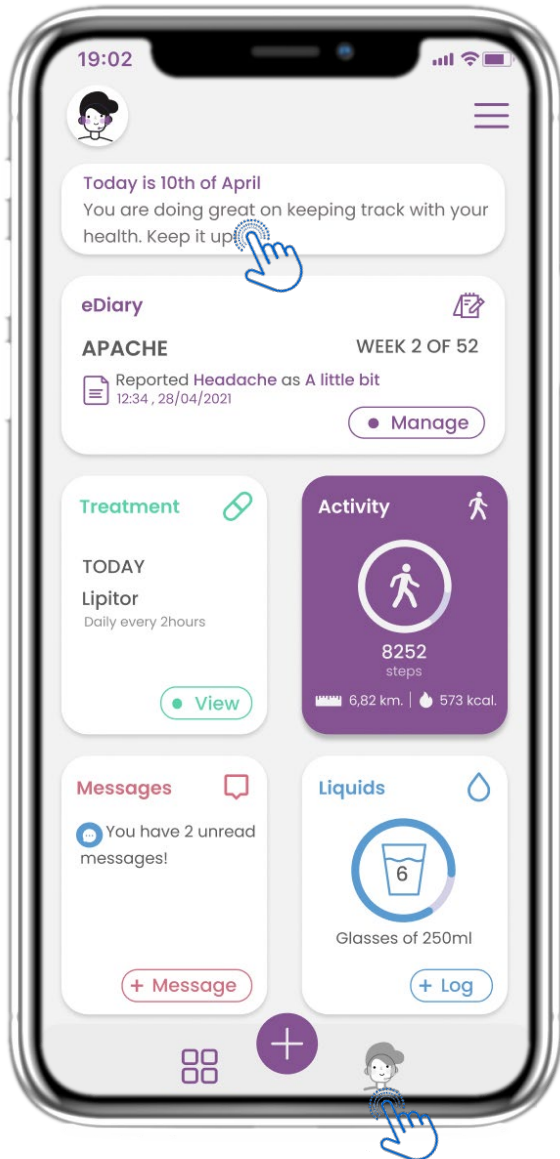 19:02
Today is 10th of April
You are doing great on keeping track with your
health. Keep it up
eDiary
APACHE
WEEK 2 OF 52
Reported Headache as A little bit
12:34 , 28/04/2021
Manage
Treatment
TODAY
Lipitor
Daily every 2hours
View
Activity
8252
steps
6,82 km.
573 kcal.
Messages
You have 2 unread
messages!
+ Message
Liquids
6
Glasses of 250ml
+ Log